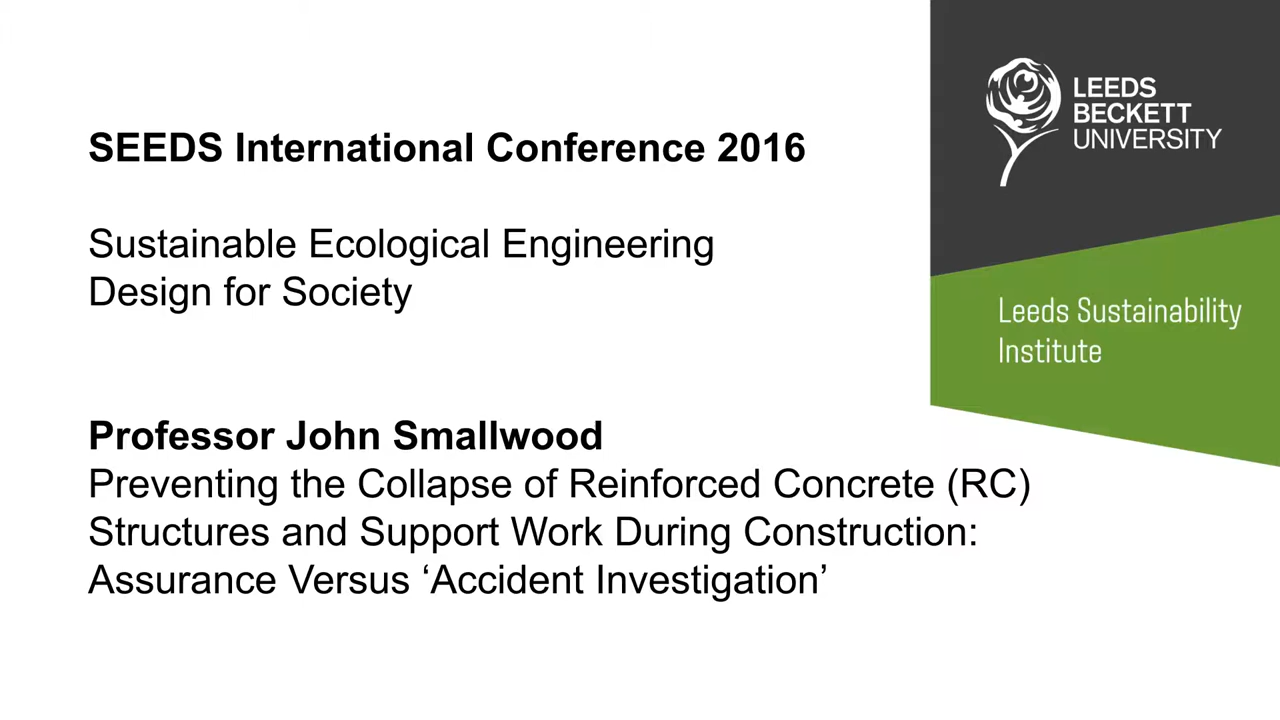 SEEDS International Conference 2016
Sustainable Ecological Engineering
Design for Society
Professor John Smallwood
Preventing the Collapse of Reinforced Concrete (RC)
Structures and Support Work During Construction:
Assurance Versus ‘Accident Investigation’
LEEDS
BECKETT
UNIVERSITY
Leeds Sustainability
Institute